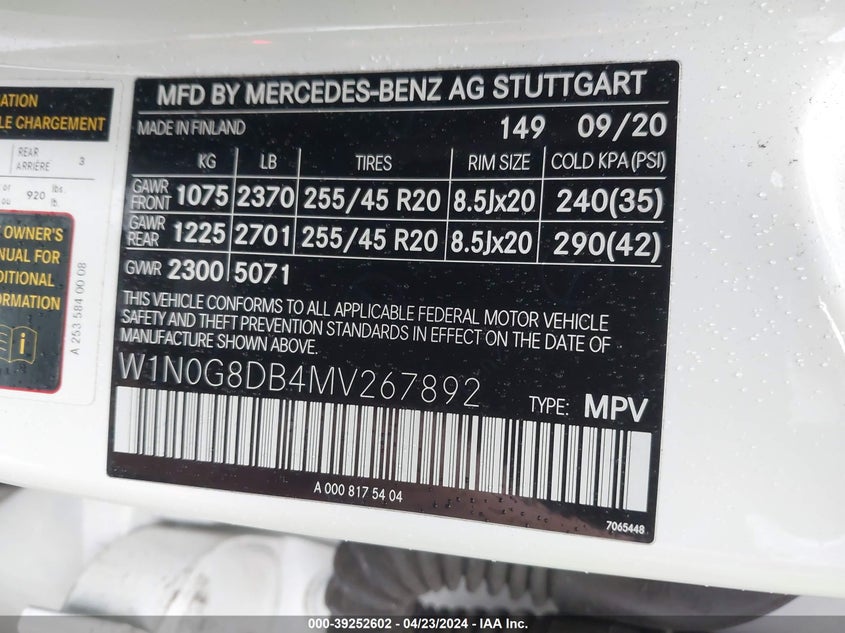 ATION
LE CHARGEMENT
REAR
ARRIÈRE 3
or
ou 920 lbs.
lb.
OWNER'S
ANUAL FOR
DITIONAL
FORMATION
A 253 584 00 08
MFD BY MERCEDES-BENZ AG STUTTGART
MADE IN FINLAND 149 09/20
KG LB TIRES RIM SIZE COLD KPA(PSI)
GAWR FRONT 1075 2370 255/45 R20 8.5Jx20 240(35)
GAWR REAR 1225 2701 255/45 R20 8.5Jx20 290(42)
GVWR 2300 5071
THIS VEHICLE CONFORMS TO ALL APPLICABLE FEDERAL MOTOR VEHICLE
SAFETY AND THEFT PREVENTION STANDARDS IN EFFECT ON THE DATE OF
MANUFACTURE SHOWN ABOVE.
W1N0G8DB4MV267892
TYPE: MPV
A 000 817 54 04
7065448
000-39252602 - 04/23/2024 - IAA Inc.